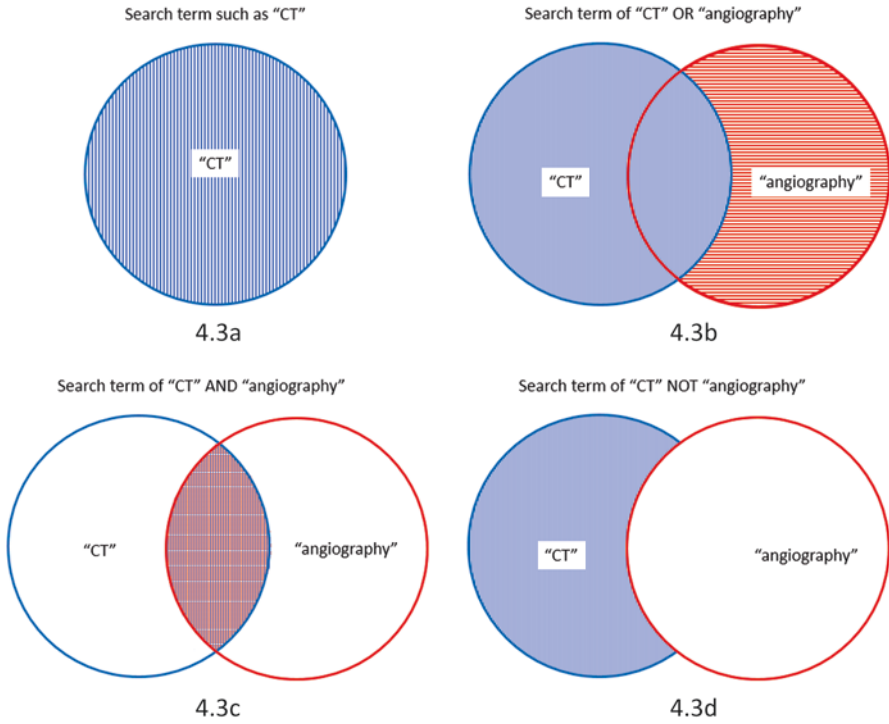 Search term such as “CT”
“CT”
4.3a
Search term of “CT” OR “angiography”
“CT”
“angiography”
4.3b
Search term of “CT” AND “angiography”
“CT”
“angiography”
4.3c
Search term of “CT” NOT “angiography”
“CT”
“angiography”
4.3d